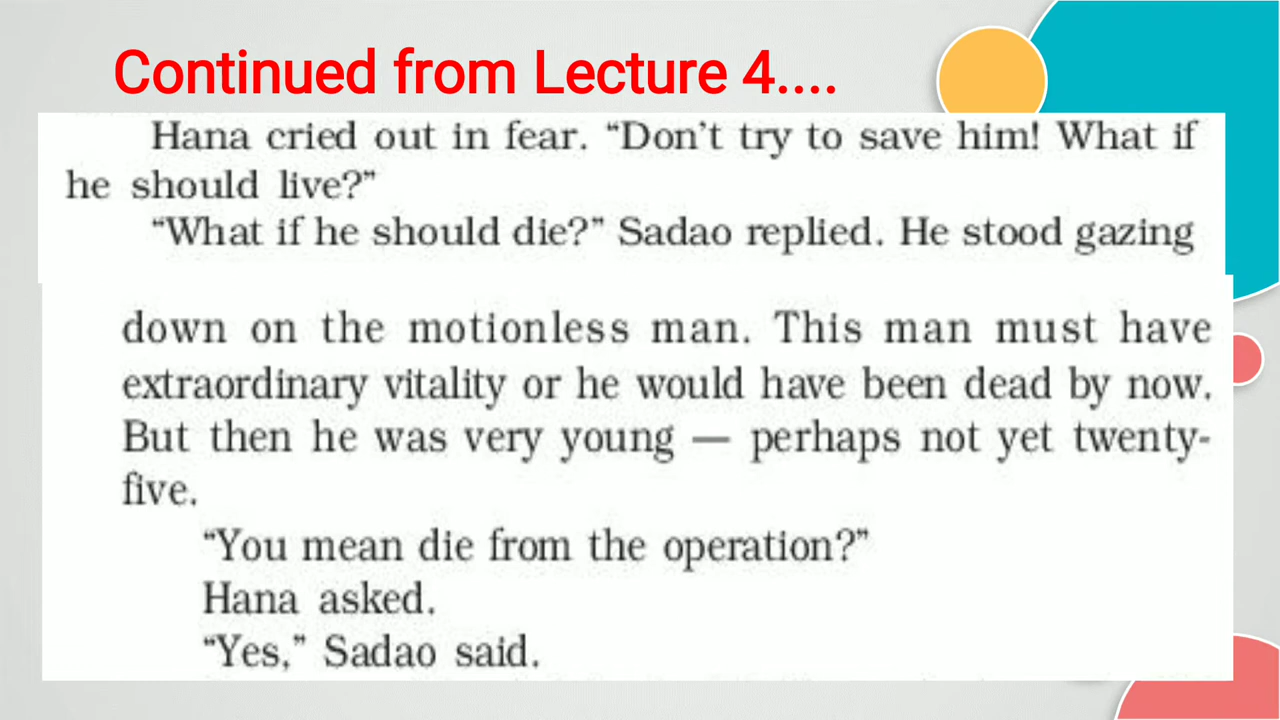 Continued from Lecture 4....
Hana cried out in fear. “Don’t try to save him! What if
he should live?”
“What if he should die?” Sadao replied. He stood gazing
down on the motionless man. This man must have
extraordinary vitality or he would have been dead by now.
But then he was very young — perhaps not yet twenty-
five.
“You mean die from the operation?”
Hana asked.
“Yes,” Sadao said.